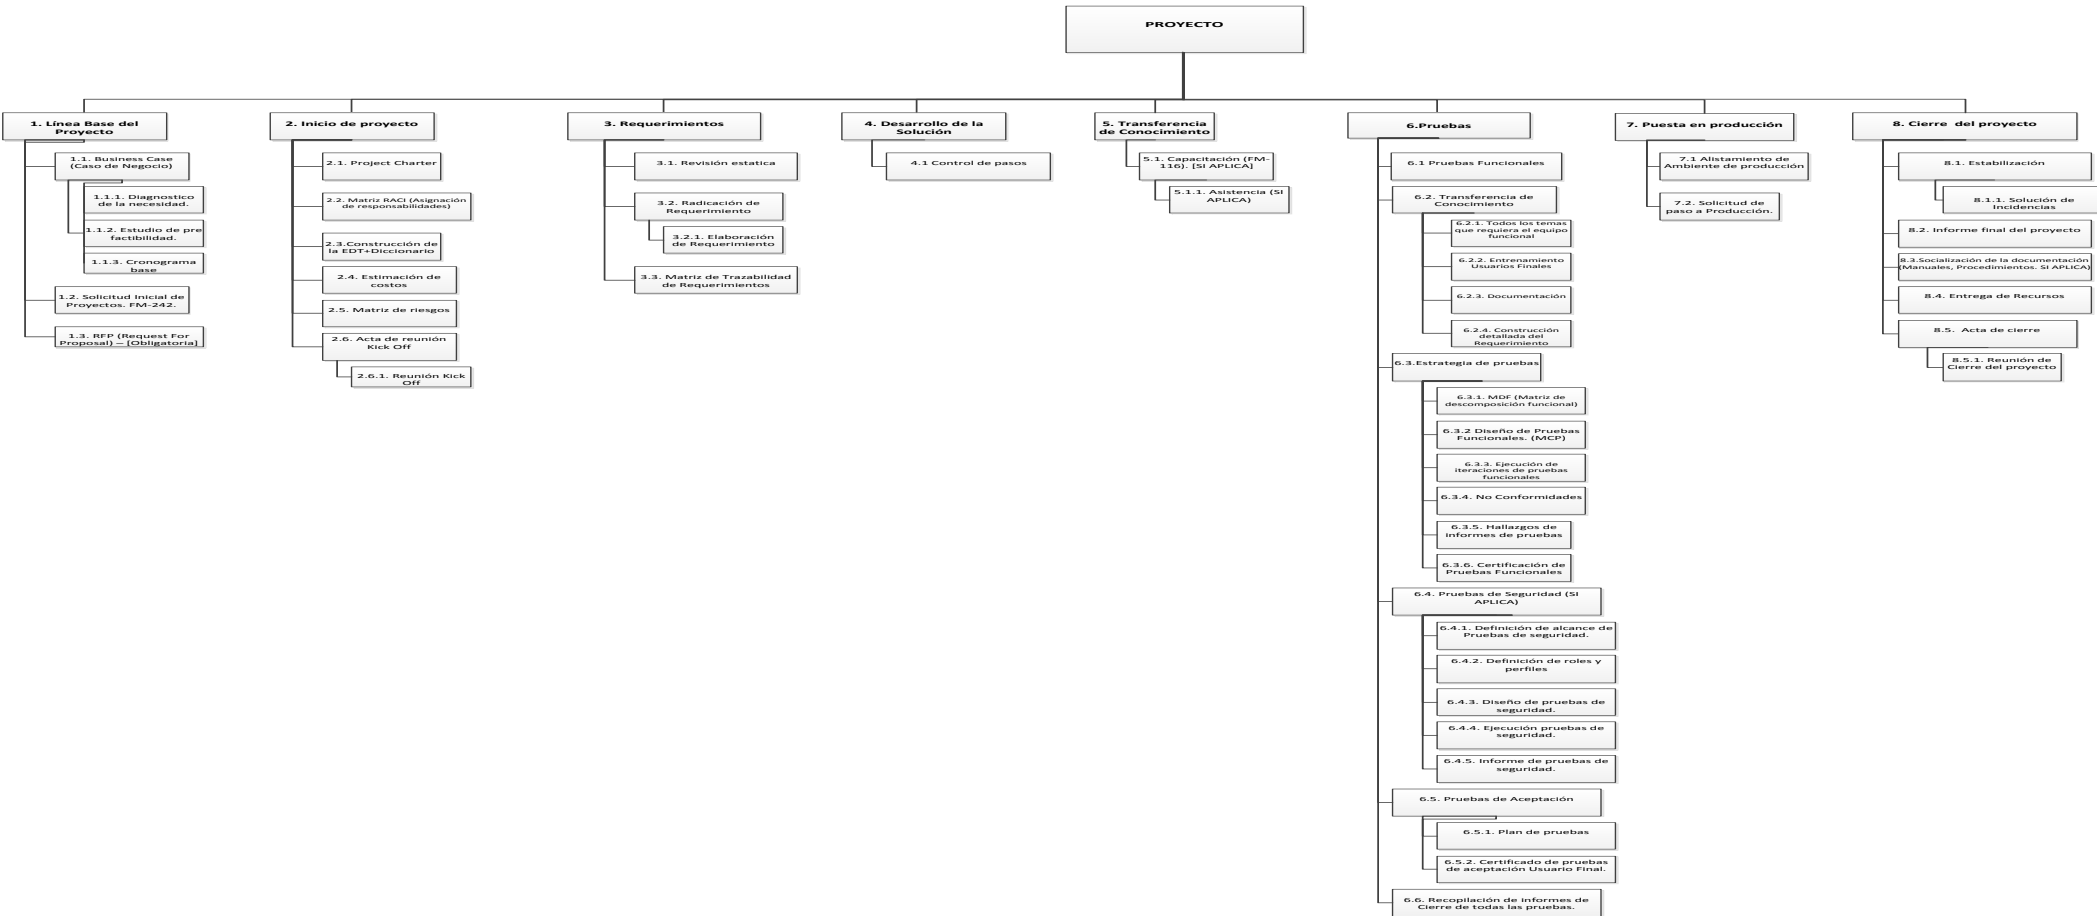 PROYECTO
1. Línea Base del
Proyecto
1.1. Business Case
(Caso de Negocio)
1.1.1. Diagnostico
de la necesidad.
1.1.2. Estudio de pre
factibilidad.
1.1.3. Cronograma
base
1.2. Solicitud Inicial de
Proyectos. FM-242.
1.3. RFP (Request For
Proposal) – [Obligatoria]
2. Inicio de proyecto
2.1. Project Charter
2.2. Matriz RACI (Asignación
de responsabilidades)
2.3.Construcción de
la EDT+Diccionario
2.4. Estimación de
costos
2.5. Matriz de riesgos
2.6. Acta de reunión
Kick Off
2.6.1. Reunión Kick
Off
3. Requerimientos
3.1. Revisión estatica
3.2. Radicación de
Requerimiento
3.2.1. Elaboración
de Requerimiento
3.3. Matriz de Trazabilidad
de Requerimientos
4. Desarrollo de la
Solución
4.1 Control de pasos
5. Transferencia
de Conocimiento
5.1. Capacitación (FM-
116). [SI APLICA]
5.1.1. Asistencia (SI
APLICA)
6.Pruebas
6.1 Pruebas Funcionales
6.2. Transferencia de
Conocimiento
6.2.1. Todos los temas
que requiera el equipo
funcional
6.2.2. Entrenamiento
Usuarios Finales
6.2.3. Documentación
6.2.4. Construcción
detallada del
Requerimiento
6.3.Estrategia de pruebas
6.3.1. MDF (Matriz de
descomposición funcional)
6.3.2 Diseño de Pruebas
Funcionales. (MCP)
6.3.3. Ejecución de
iteraciones de pruebas
funcionales
6.3.4. No Conformidades
6.3.5. Hallazgos de
informes de pruebas
6.3.6. Certificación de
Pruebas Funcionales
6.4. Pruebas de Seguridad (SI
APLICA)
6.4.1. Definición de alcance de
Pruebas de seguridad.
6.4.2. Definición de roles y
perfiles
6.4.3. Diseño de pruebas de
seguridad.
6.4.4. Ejecución pruebas de
seguridad.
6.4.5. Informe de pruebas de
seguridad.
6.5. Pruebas de Aceptación
6.5.1. Plan de pruebas
6.5.2. Certificado de pruebas
de aceptación Usuario Final.
6.6. Recopilación de informes de
Cierre de todas las pruebas.
7. Puesta en producción
7.1 Alistamiento de
Ambiente de producción
7.2. Solicitud de
paso a Producción.
8. Cierre  del proyecto
8.1. Estabilización
8.1.1. Solución de
Incidencias
8.2. Informe final del proyecto
8.3.Socialización de la documentación
(Manuales, Procedimientos. SI APLICA)
8.4. Entrega de Recursos
8.5.  Acta de cierre
8.5.1. Reunión de
Cierre del proyecto